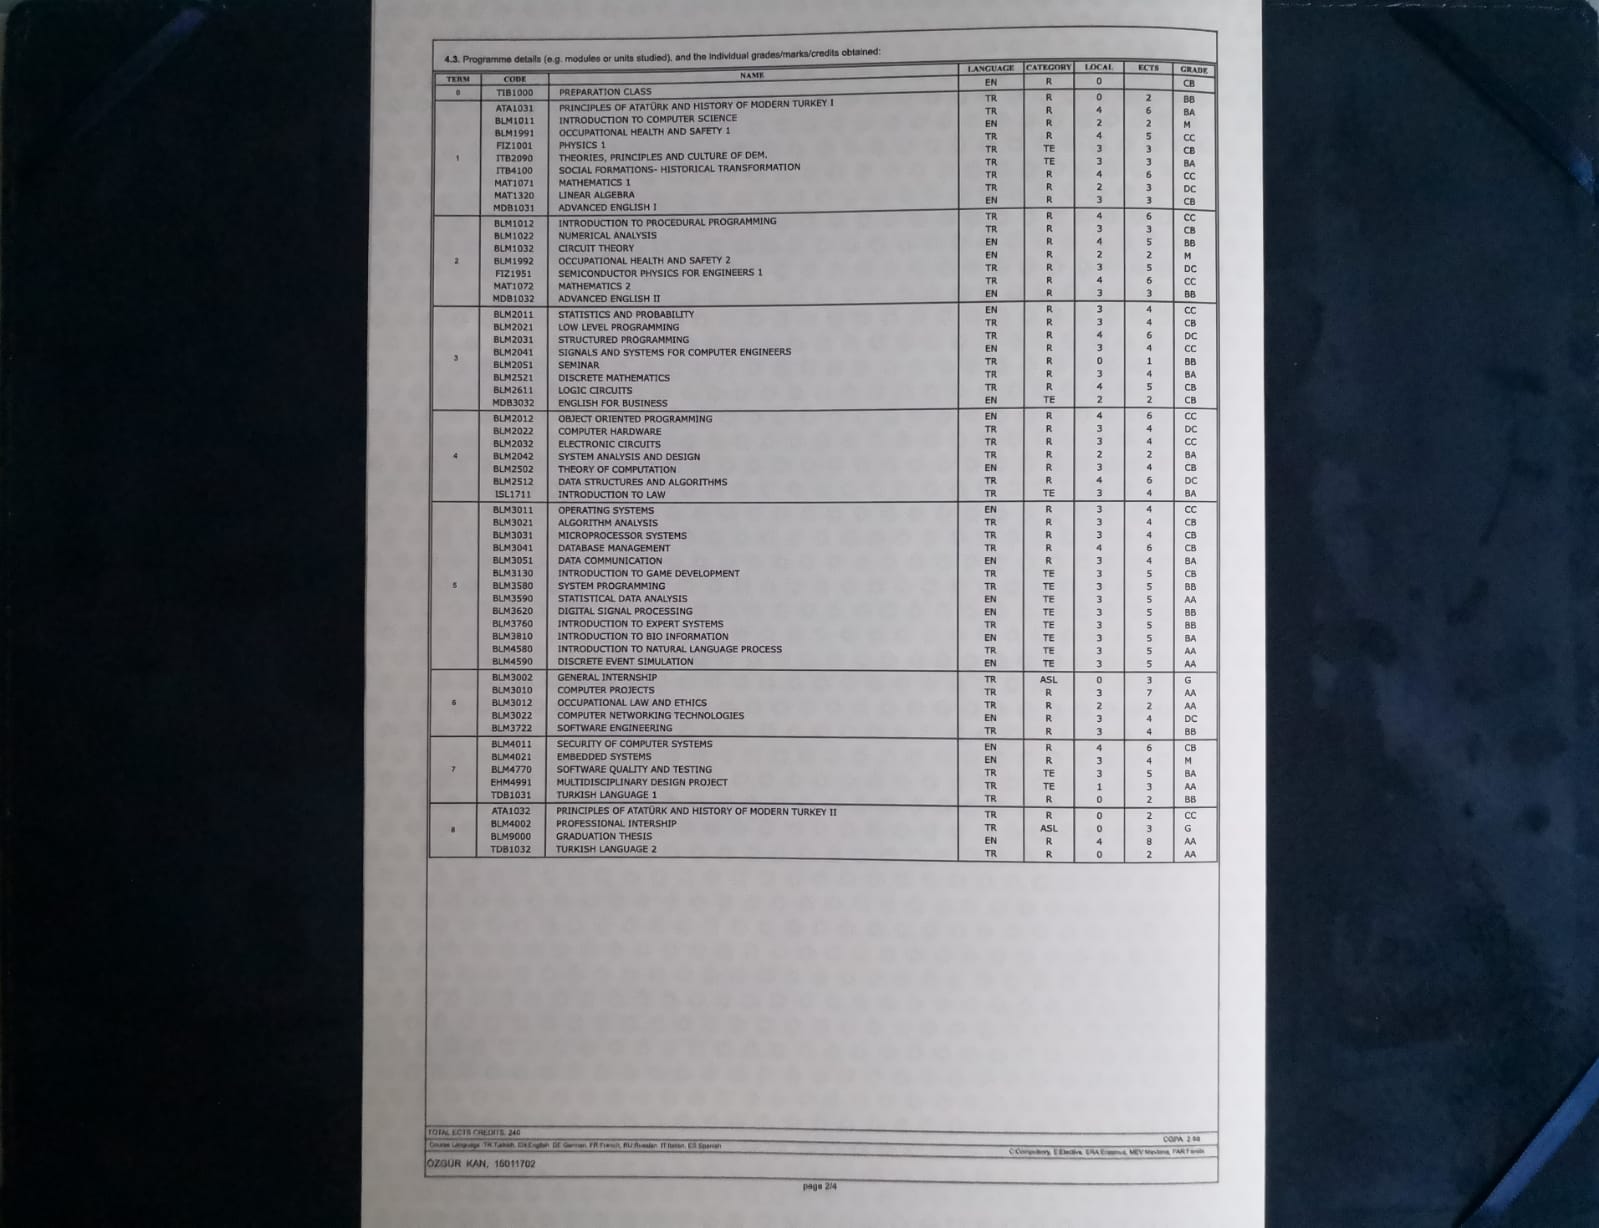 4.3. Programme details (e.g. modules or units studied), and the individual grades/marks/credits obtained:
TERM CODE NAME LANGUAGE CATEGORY LOCAL ECTS GRADE
0 TIB1000 PREPARATION CLASS EN R 0 CB
ATA1031 PRINCIPLES OF ATATÜRK AND HISTORY OF MODERN TURKEY I TR R 0 2 BB
BLM1011 INTRODUCTION TO COMPUTER SCIENCE TR R 4 6 BA
BLM1991 OCCUPATIONAL HEALTH AND SAFETY 1 EN R 2 2 M
FIZ1001 PHYSICS 1 TR R 4 5 CC
1 ITB2090 THEORIES, PRINCIPLES AND CULTURE OF DEM. TR TE 3 3 CB
ITB4100 SOCIAL FORMATIONS- HISTORICAL TRANSFORMATION TR TE 3 3 BA
MAT1071 MATHEMATICS 1 TR R 4 6 CC
MAT1320 LINEAR ALGEBRA TR R 2 3 DC
MDB1031 ADVANCED ENGLISH I EN R 3 3 CB
BLM1012 INTRODUCTION TO PROCEDURAL PROGRAMMING TR R 4 6 CC
BLM1022 NUMERICAL ANALYSIS TR R 3 3 CB
BLM1032 CIRCUIT THEORY EN R 4 5 BB
2 BLM1992 OCCUPATIONAL HEALTH AND SAFETY 2 EN R 2 2 M
FIZ1951 SEMICONDUCTOR PHYSICS FOR ENGINEERS 1 TR R 3 5 DC
MAT1072 MATHEMATICS 2 TR R 4 6 CC
MDB1032 ADVANCED ENGLISH II EN R 3 3 BB
BLM2011 STATISTICS AND PROBABILITY EN R 3 4 CC
BLM2021 LOW LEVEL PROGRAMMING TR R 3 4 CB
BLM2031 STRUCTURED PROGRAMMING TR R 4 6 DC
3 BLM2041 SIGNALS AND SYSTEMS FOR COMPUTER ENGINEERS EN R 3 4 CC
BLM2051 SEMINAR TR R 0 1 BB
BLM2521 DISCRETE MATHEMATICS TR R 3 4 BA
BLM2611 LOGIC CIRCUITS TR R 4 5 CB
MDB3032 ENGLISH FOR BUSINESS EN TE 2 2 CB
BLM2012 OBJECT ORIENTED PROGRAMMING EN R 4 6 CC
BLM2022 COMPUTER HARDWARE TR R 3 4 DC
BLM2032 ELECTRONIC CIRCUITS TR R 3 4 CC
4 BLM2042 SYSTEM ANALYSIS AND DESIGN TR R 2 2 BA
BLM2502 THEORY OF COMPUTATION EN R 3 4 CB
BLM2512 DATA STRUCTURES AND ALGORITHMS TR R 4 6 DC
ISL1711 INTRODUCTION TO LAW TR TE 3 4 BA
BLM3011 OPERATING SYSTEMS EN R 3 4 CC
BLM3021 ALGORITHM ANALYSIS TR R 3 4 CB
BLM3031 MICROPROCESSOR SYSTEMS TR R 3 4 CB
BLM3041 DATABASE MANAGEMENT TR R 4 6 CB
BLM3051 DATA COMMUNICATION EN R 3 4 BA
BLM3130 INTRODUCTION TO GAME DEVELOPMENT TR TE 3 5 CB
5 BLM3580 SYSTEM PROGRAMMING TR TE 3 5 BB
BLM3590 STATISTICAL DATA ANALYSIS EN TE 3 5 AA
BLM3620 DIGITAL SIGNAL PROCESSING EN TE 3 5 BB
BLM3760 INTRODUCTION TO EXPERT SYSTEMS TR TE 3 5 BB
BLM3810 INTRODUCTION TO BIO INFORMATION EN TE 3 5 BA
BLM4580 INTRODUCTION TO NATURAL LANGUAGE PROCESS TR TE 3 5 AA
BLM4590 DISCRETE EVENT SIMULATION EN TE 3 5 AA
BLM3002 GENERAL INTERNSHIP TR ASL 0 3 G
BLM3010 COMPUTER PROJECTS TR R 3 7 AA
6 BLM3012 OCCUPATIONAL LAW AND ETHICS TR R 2 2 AA
BLM3022 COMPUTER NETWORKING TECHNOLOGIES EN R 3 4 DC
BLM3722 SOFTWARE ENGINEERING TR R 3 4 BB
BLM4011 SECURITY OF COMPUTER SYSTEMS EN R 4 6 CB
BLM4021 EMBEDDED SYSTEMS EN R 3 4 M
7 BLM4770 SOFTWARE QUALITY AND TESTING TR TE 3 5 BA
EHM4991 MULTIDISCIPLINARY DESIGN PROJECT TR TE 1 3 AA
TDB1031 TURKISH LANGUAGE 1 TR R 0 2 BB
ATA1032 PRINCIPLES OF ATATÜRK AND HISTORY OF MODERN TURKEY II TR R 0 2 CC
8 BLM4002 PROFESSIONAL INTERSHIP TR ASL 0 3 G
BLM9000 GRADUATION THESIS EN R 4 8 AA
TDB1032 TURKISH LANGUAGE 2 TR R 0 2 AA
TOTAL ECTS CREDITS: 240
CGPA
Course Language: TR:Turkish, EN:English, DE:German, FR:French, RU:Russian, IT:Italian, ES:Spanish
C:Compulsory, E:Elective, ERA:Erasmus, MEV:Mevlana, FAR:Farabi
ÖZGÜR KAN, 15011702
page 2/4